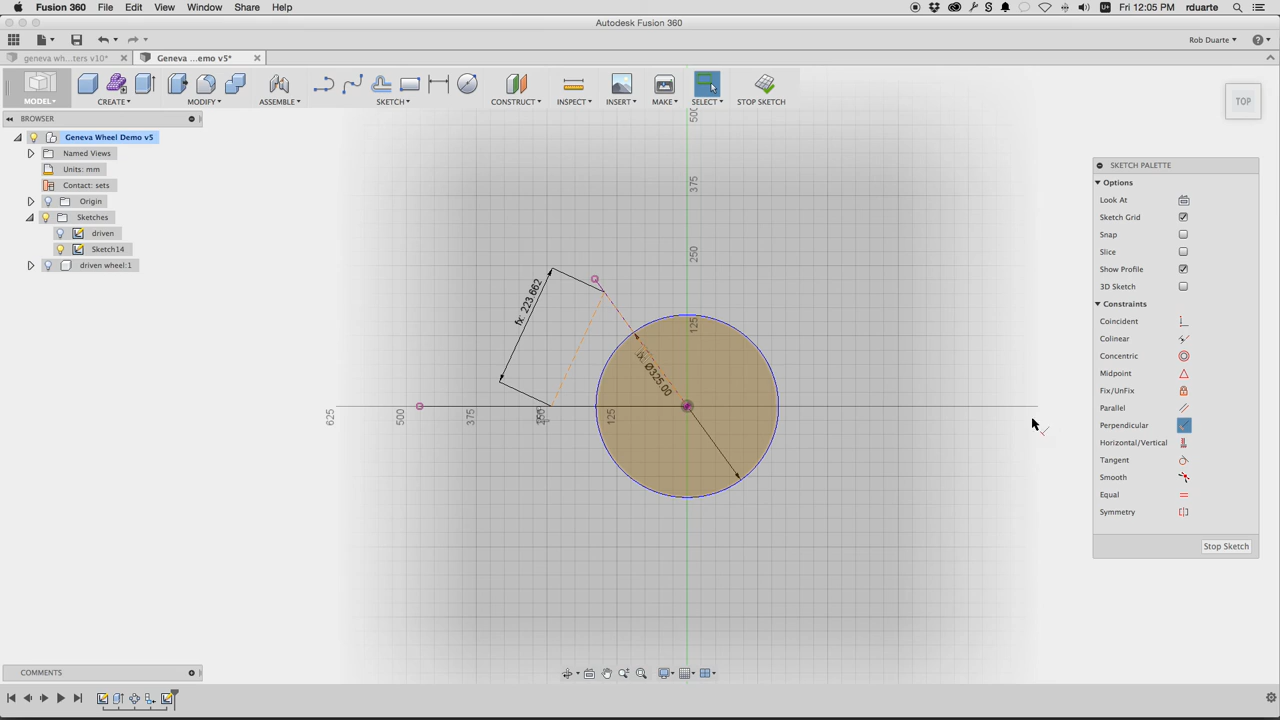 Fusion 360 File Edit View Window Share Help Fri 12:05 PM rduarte
Autodesk Fusion 360
Rob Duarte
geneva wh...ters v10* Geneva ...emo v5*
MODEL CREATE MODIFY ASSEMBLE SKETCH CONSTRUCT INSPECT INSERT MAKE SELECT STOP SKETCH
TOP
BROWSER
Geneva Wheel Demo v5
Named Views
Units: mm
Contact: sets
Origin
Sketches
driven
Sketch14
driven wheel:1
500
375
250
125
fx: 223.662
fx: Ø325.00
625 500 375 250 125
SKETCH PALETTE
Options
Look At
Sketch Grid
Snap
Slice
Show Profile
3D Sketch
Constraints
Coincident
Colinear
Concentric
Midpoint
Fix/UnFix
Parallel
Perpendicular
Horizontal/Vertical
Tangent
Smooth
Equal
Symmetry
Stop Sketch
COMMENTS